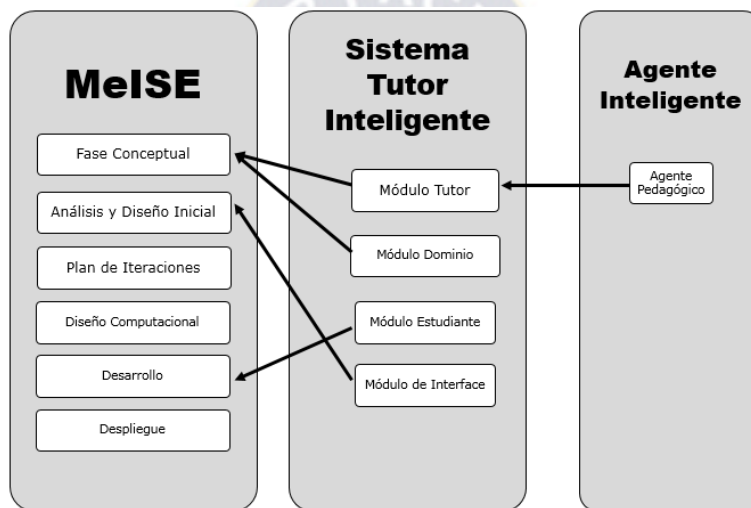 MeISE
Fase Conceptual
Análisis y Diseño Inicial
Plan de Iteraciones
Diseño Computacional
Desarrollo
Despliegue
Sistema
Tutor
Inteligente
Módulo Tutor
Módulo Dominio
Módulo Estudiante
Módulo de Interface
Agente
Inteligente
Agente
Pedagógico